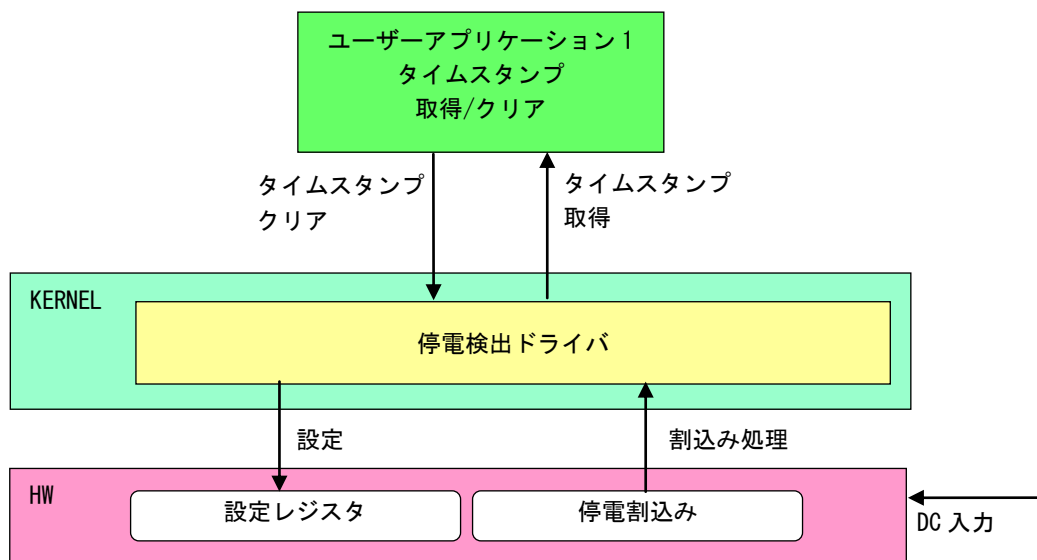 ユーザーアプリケーション1
タイムスタンプ
取得/クリア
タイムスタンプ
クリア
タイムスタンプ
取得
KERNEL
停電検出ドライバ
設定
割込み処理
HW
設定レジスタ
停電割込み
DC 入力